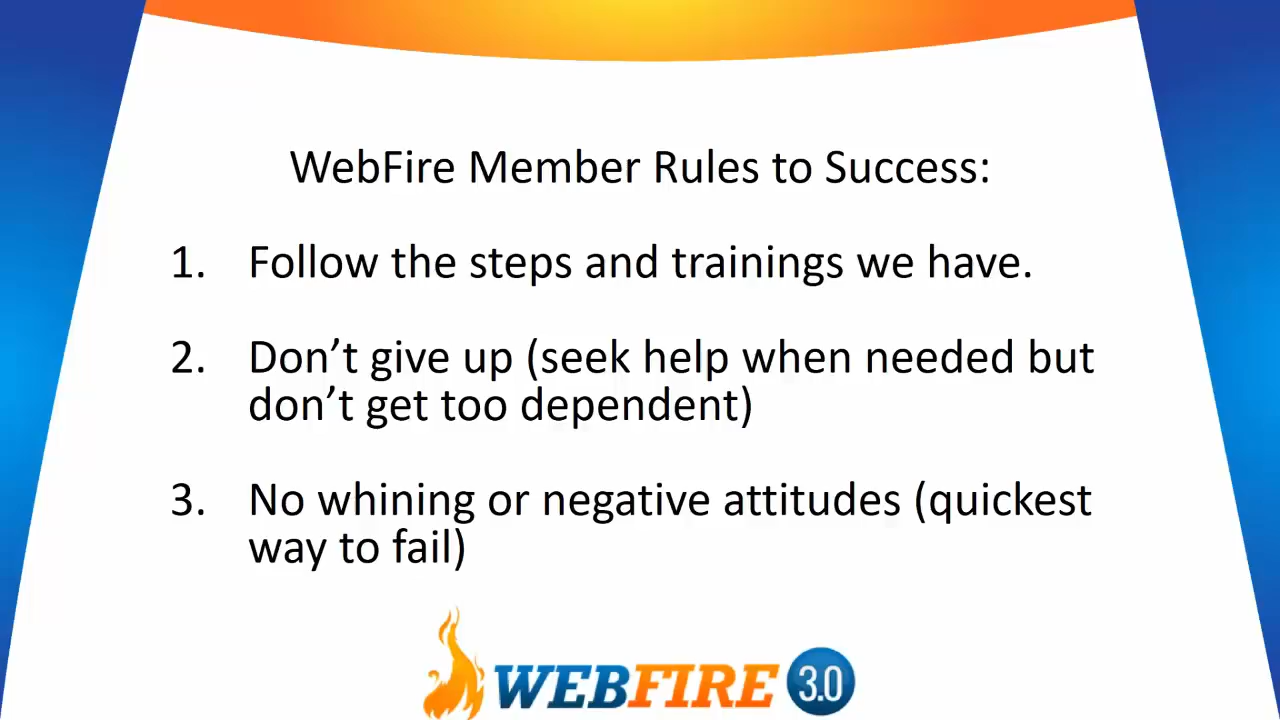 WebFire Member Rules to Success:
1. Follow the steps and trainings we have.
2. Don’t give up (seek help when needed but
don’t get too dependent)
3. No whining or negative attitudes (quickest
way to fail)
WEBFIRE 3.0